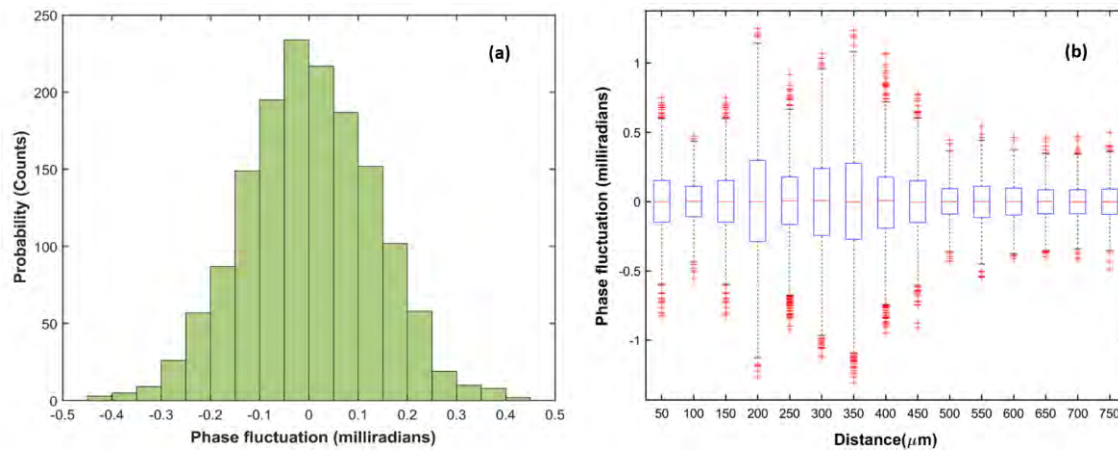 (a)
Probability (Counts)
250
200
150
100
50
0
-0.5 -0.4 -0.3 -0.2 -0.1 0 0.1 0.2 0.3 0.4 0.5
Phase fluctuation (milliradians)
(b)
Phase fluctuation (milliradians)
1
0.5
0
-0.5
-1
50 100 150 200 250 300 350 400 450 500 550 600 650 700 750
Distance(μm)